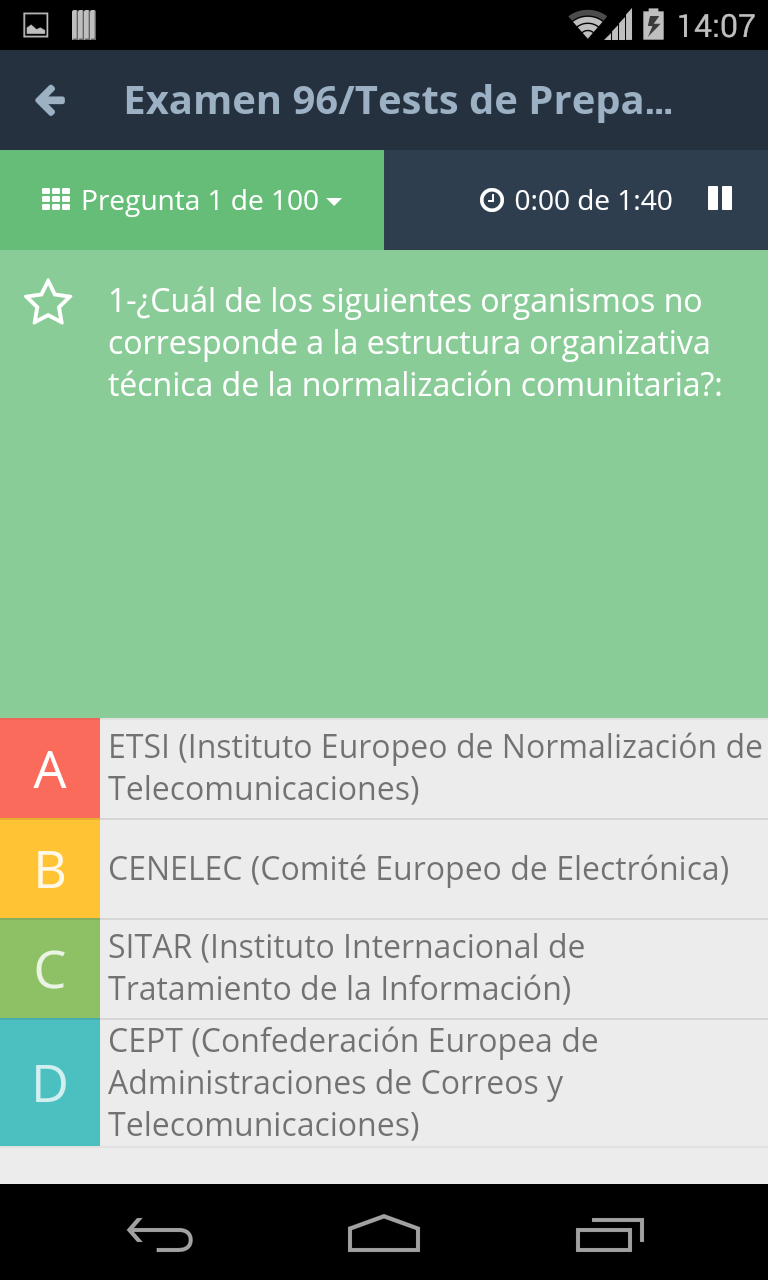 14:07
Examen 96/Tests de Prepa...
Pregunta 1 de 100
0:00 de 1:40
1-¿Cuál de los siguientes organismos no
corresponde a la estructura organizativa
técnica de la normalización comunitaria?:
A
ETSI (Instituto Europeo de Normalización de
Telecomunicaciones)
B
CENELEC (Comité Europeo de Electrónica)
C
SITAR (Instituto Internacional de
Tratamiento de la Información)
D
CEPT (Confederación Europea de
Administraciones de Correos y
Telecomunicaciones)